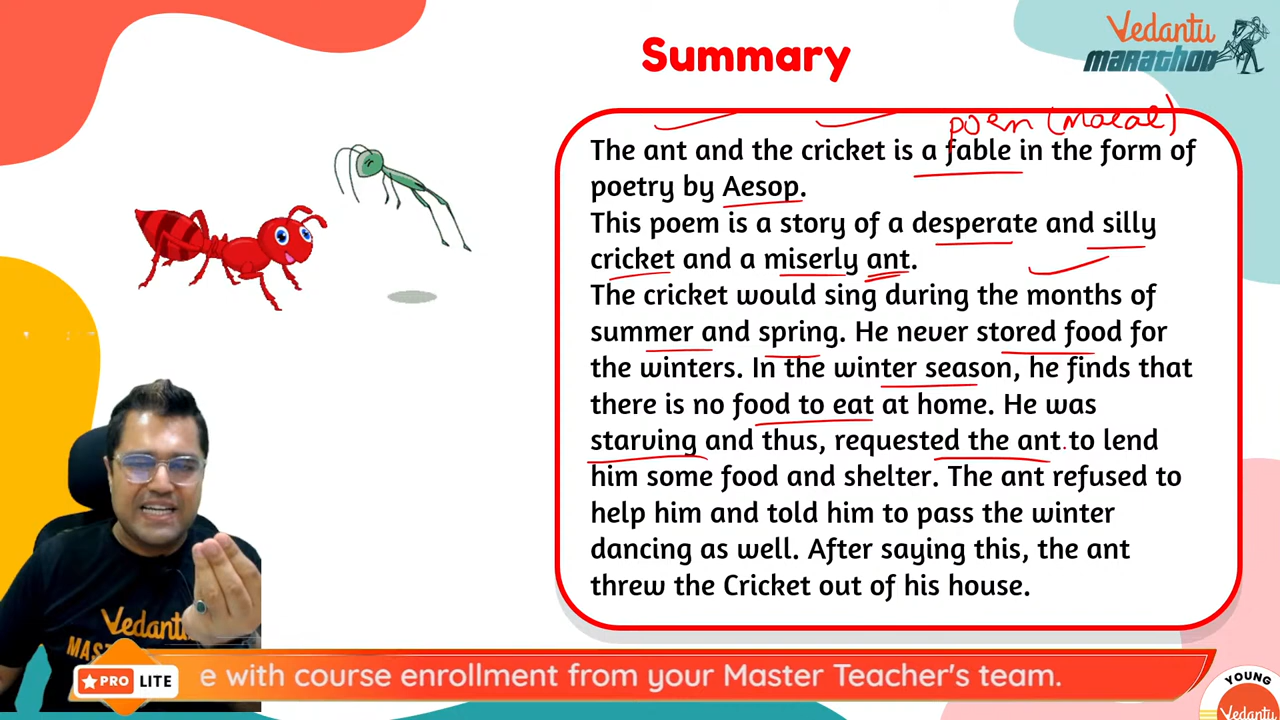 Vedantu
Marathon
Summary
poem (Moral)
The ant and the cricket is a fable in the form of
poetry by Aesop.
This poem is a story of a desperate and silly
cricket and a miserly ant.
The cricket would sing during the months of
summer and spring. He never stored food for
the winters. In the winter season, he finds that
there is no food to eat at home. He was
starving and thus, requested the ant to lend
him some food and shelter. The ant refused to
help him and told him to pass the winter
dancing as well. After saying this, the ant
threw the Cricket out of his house.
Vedantu
MAS
PRO LITE
e with course enrollment from your Master Teacher's team.
YOUNG
Vedantu